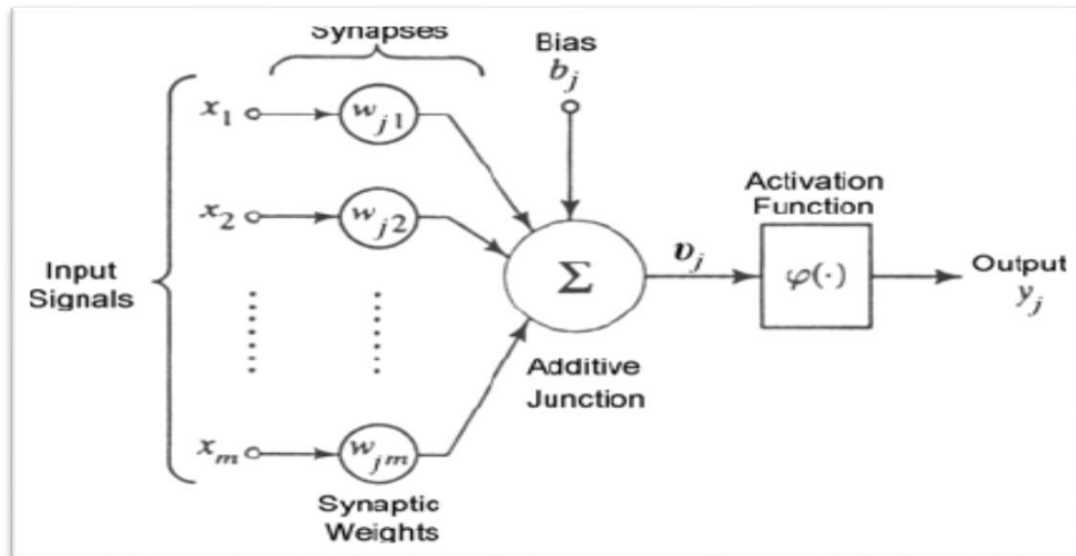 Synapses
Bias
b_j
x_1
w_j1
x_2
w_j2
Activation
Function
Input
Signals
Σ
v_j
φ(·)
Output
y_j
Additive
Junction
x_m
w_jm
Synaptic
Weights